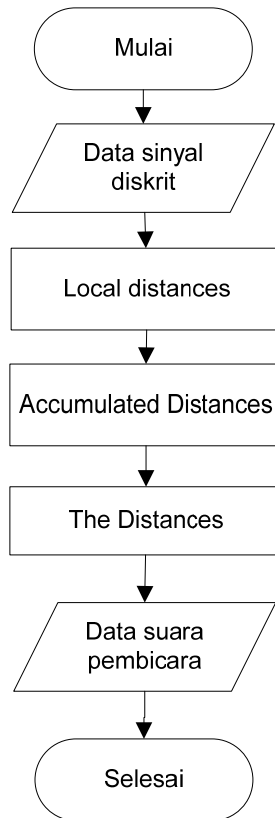 Mulai
Data sinyal
diskrit
Local distances
Accumulated Distances
The Distances
Data suara
pembicara
Selesai